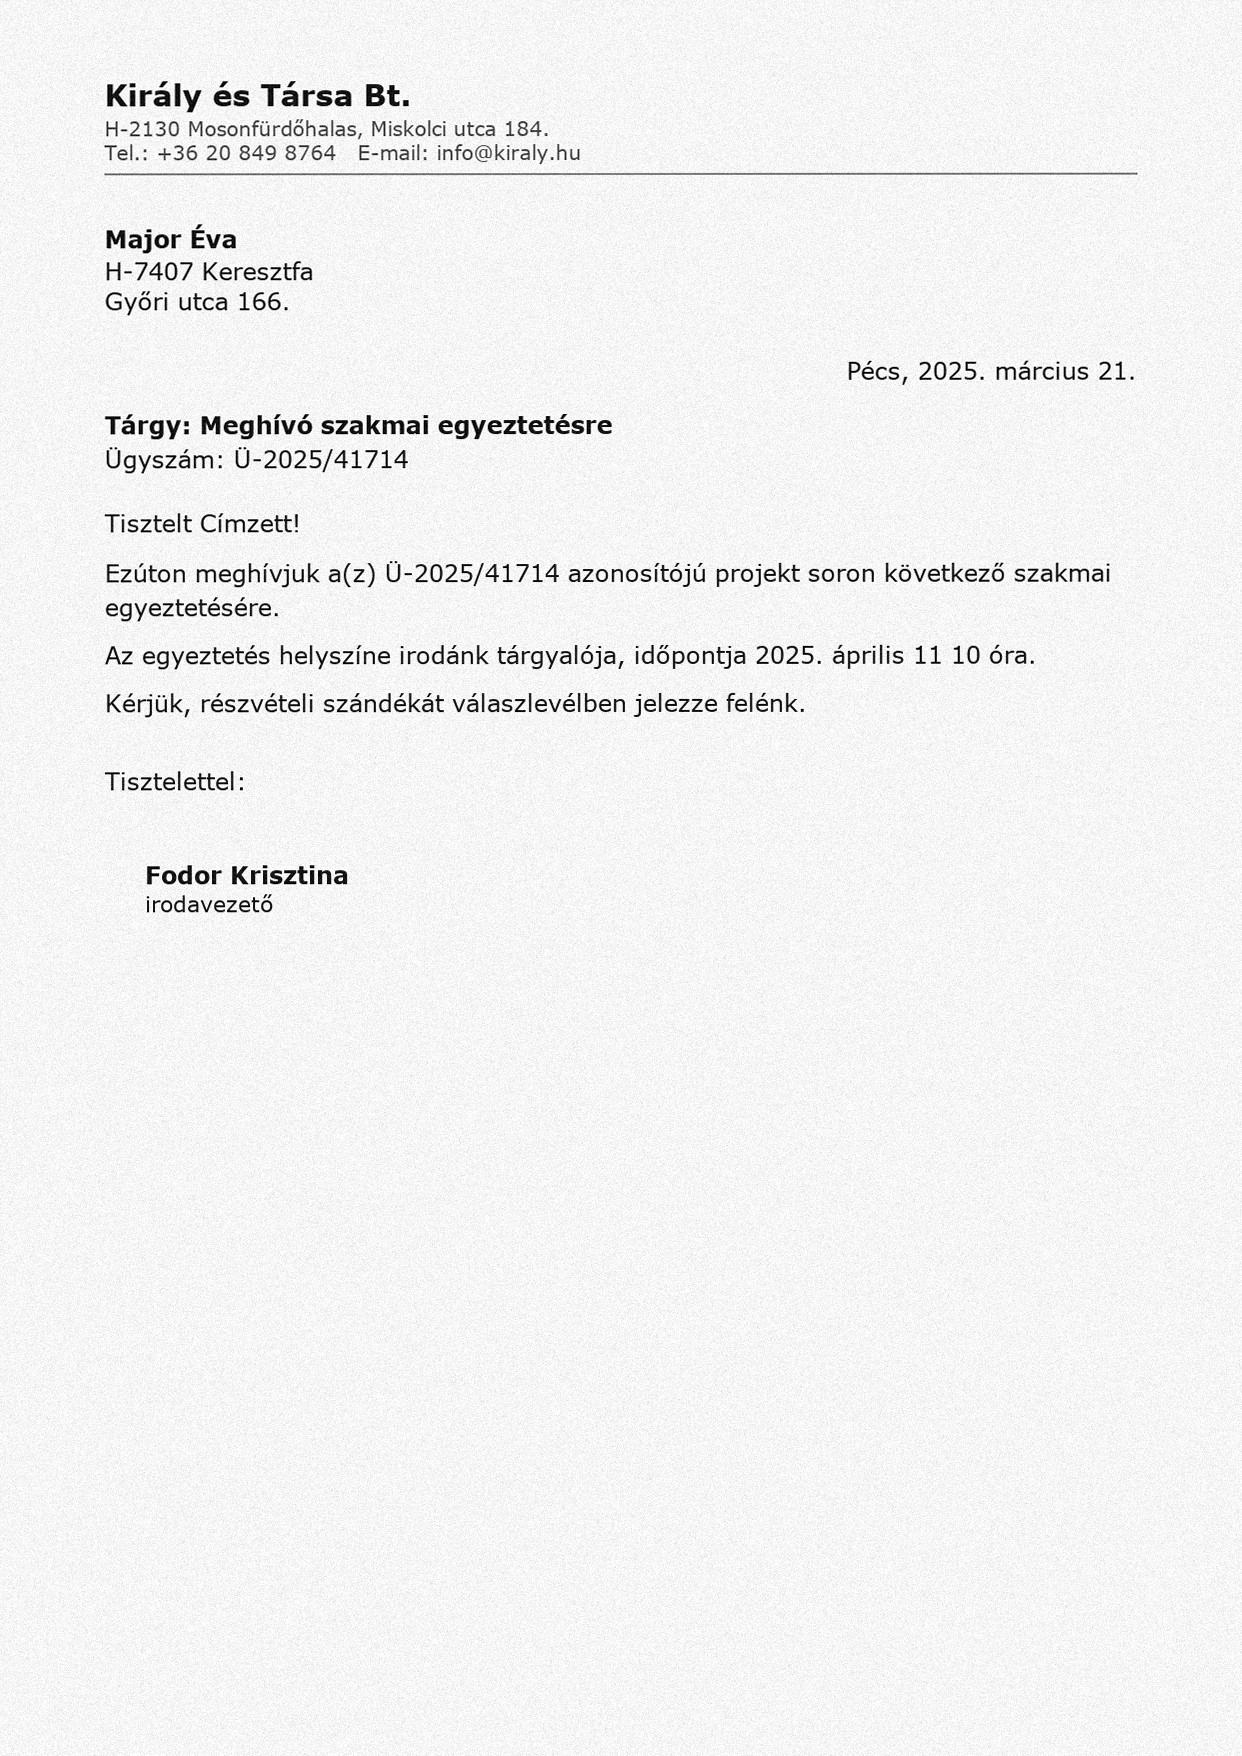 Király és Társa Bt.
H-2130 Mosonfürdőhalas, Miskolci utca 184.
Tel.: +36 20 849 8764 E-mail: info@kiraly.hu
Major Éva
H-7407 Keresztfa
Győri utca 166.
Pécs, 2025. március 21.
Tárgy: Meghívó szakmai egyeztetésre
Ügyszám: Ü-2025/41714
Tisztelt Címzett!
Ezúton meghívjuk a(z) Ü-2025/41714 azonosítójú projekt soron következő szakmai
egyeztetésére.
Az egyeztetés helyszíne irodánk tárgyalója, időpontja 2025. április 11 10 óra.
Kérjük, részvételi szándékát válaszlevélben jelezze felénk.
Tisztelettel:
Fodor Krisztina
irodavezető